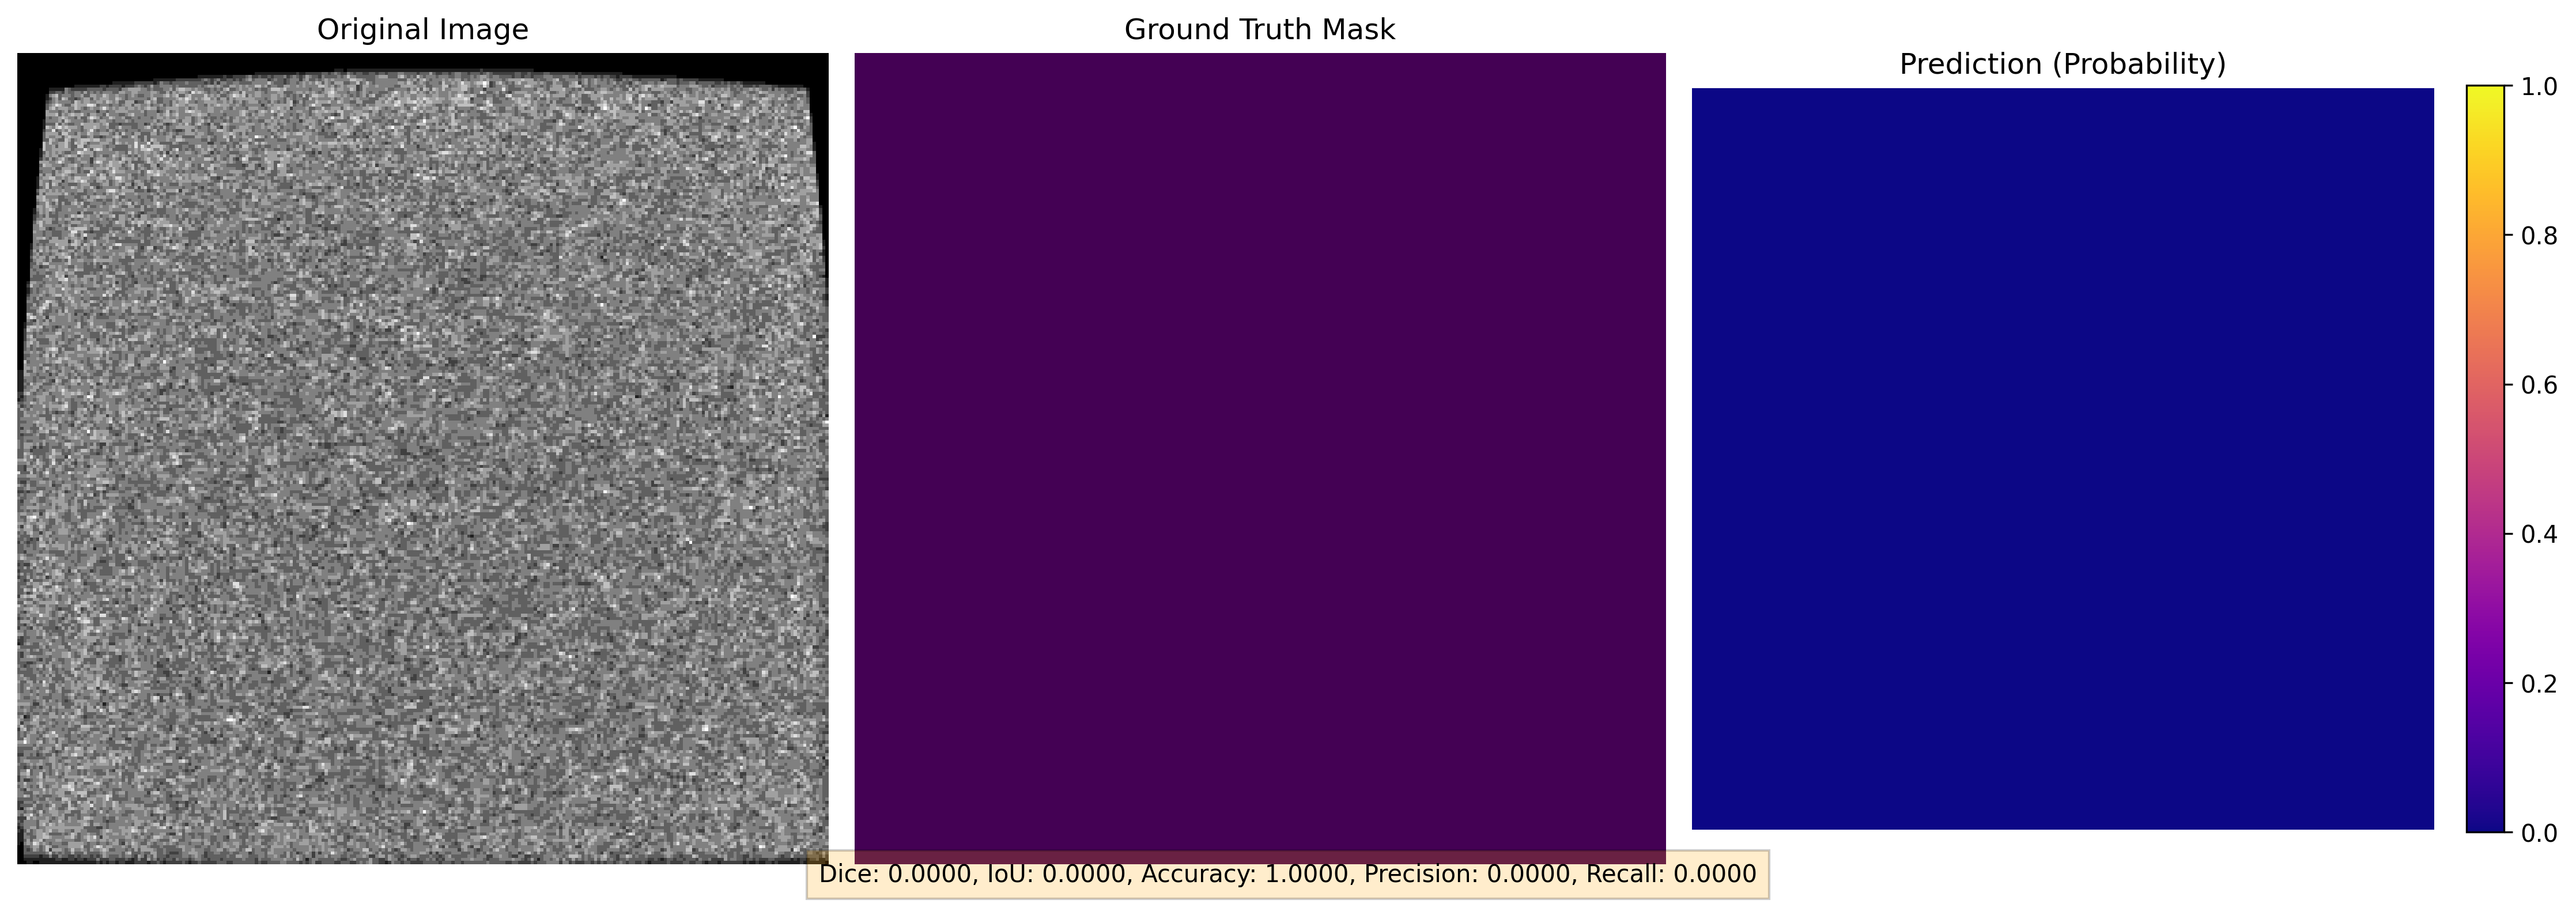 Original Image
Ground Truth Mask
Prediction (Probability)
1.0
0.8
0.6
0.4
0.2
0.0
Dice: 0.0000, IoU: 0.0000, Accuracy: 1.0000, Precision: 0.0000, Recall: 0.0000